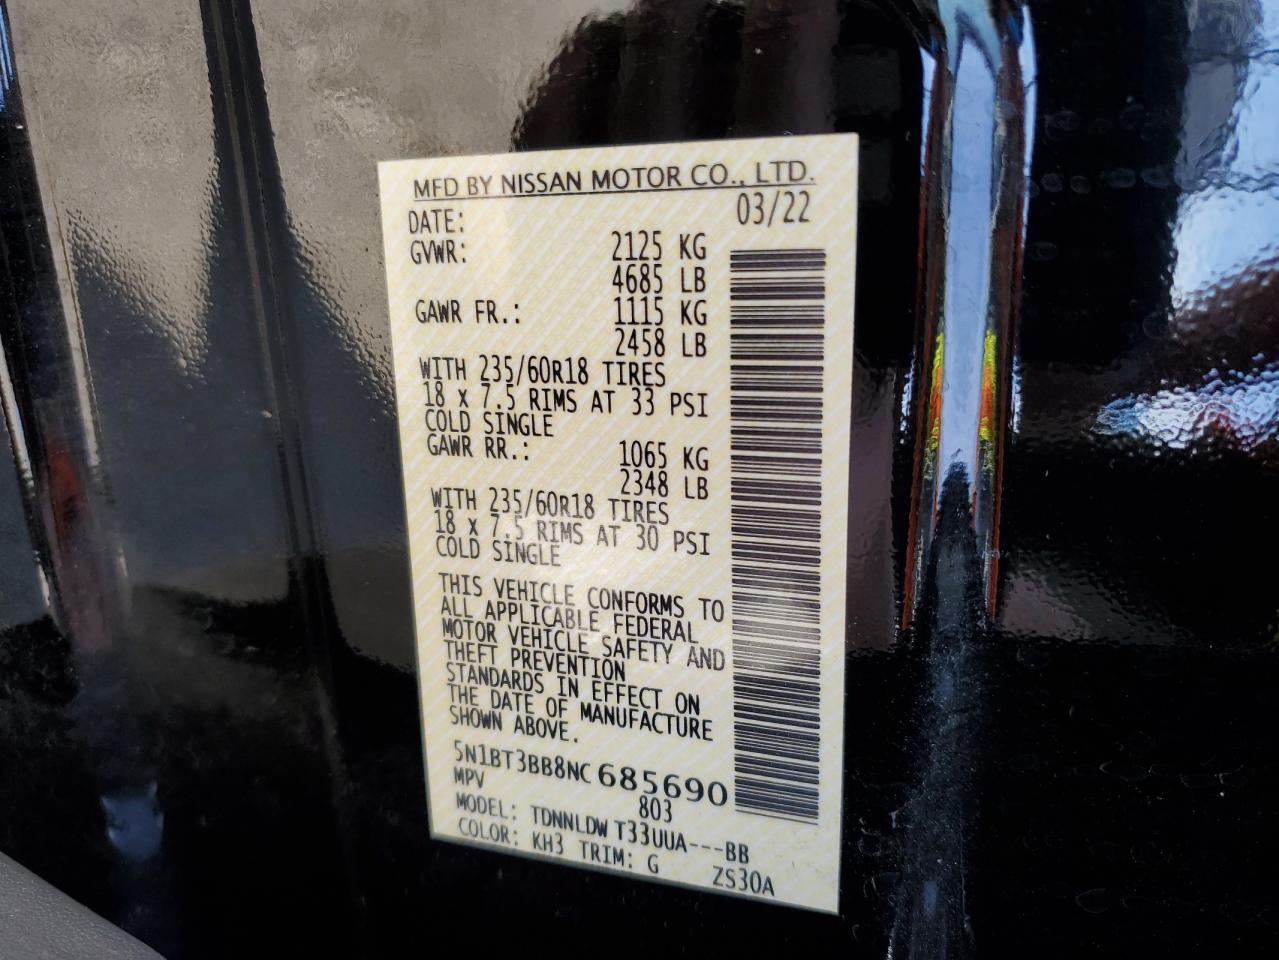 MFD BY NISSAN MOTOR CO., LTD.
DATE: 03/22
GVWR: 2125 KG
4685 LB
GAWR FR.: 1115 KG
2458 LB
WITH 235/60R18 TIRES
18 X 7.5 RIMS AT 33 PSI
COLD SINGLE
GAWR RR.: 1065 KG
2348 LB
WITH 235/60R18 TIRES
18 X 7.5 RIMS AT 30 PSI
COLD SINGLE
THIS VEHICLE CONFORMS TO
ALL APPLICABLE FEDERAL
MOTOR VEHICLE SAFETY AND
THEFT PREVENTION
STANDARDS IN EFFECT ON
THE DATE OF MANUFACTURE
SHOWN ABOVE.
5N1BT3BB8NC685690
MPV 803
MODEL: TDNNLDW T33UUA---BB
COLOR: KH3 TRIM: G ZS30A